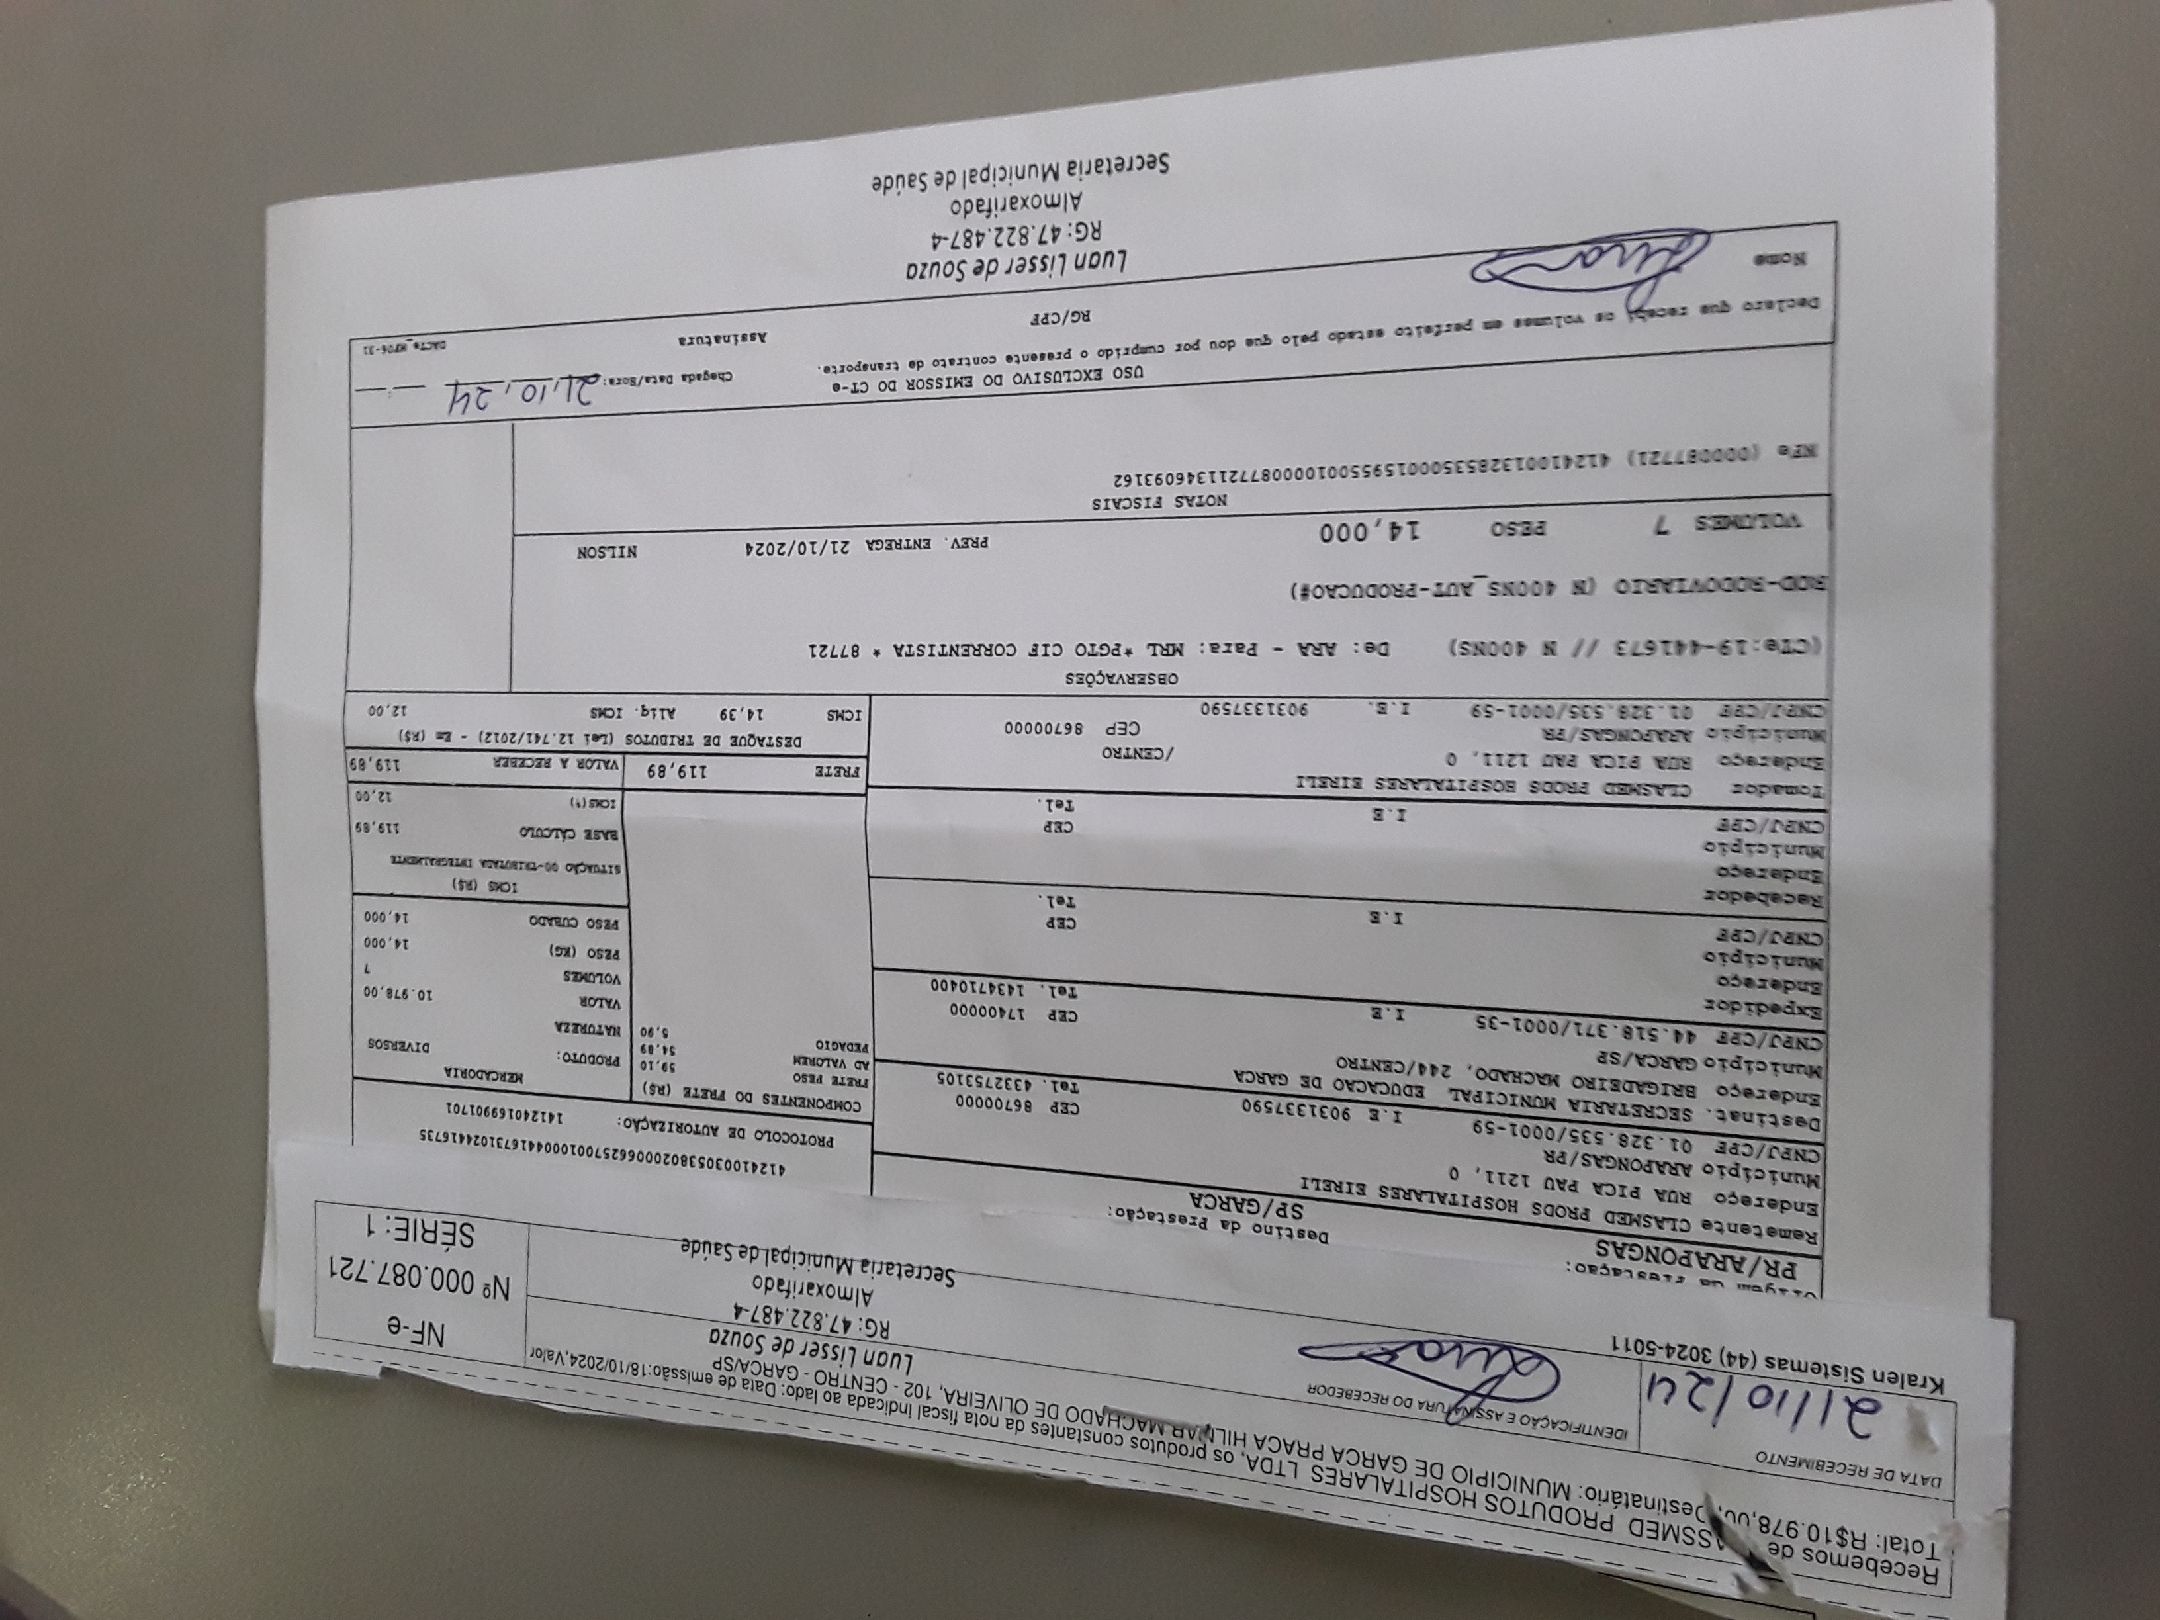 Recebemos de ASSMED PRODUTOS HOSPITALARES LTDA, os produtos constantes da nota fiscal indicada ao lado: Data de emissão:18/10/2024,Valor
Total: R$10.978,00, Destinatário: MUNICIPIO DE GARCA PRACA HILMAR MACHADO DE OLIVEIRA, 102 - CENTRO - GARCA/SP
NF-e
Nº 000.087.721
SÉRIE: 1
DATA DE RECEBIMENTO
21/10/24
IDENTIFICAÇÃO E ASSINATURA DO RECEBEDOR
Luan Lisser de Souza
RG: 47.822.487-4
Almoxarifado
Secretaria Municipal de Saúde
Kralen Sistemas (44) 3024-5011
PR/ARAPONGAS
Destino da Prestação:
SP/GARCA
Remetente CLASMED PRODS HOSPITALARES EIRELI
Endereço RUA PICA PAU 1211, 0
Município ARAPONGAS/PR CEP 86700000
CNPJ/CPF 01.328.535/0001-59 I.E 9031337590 Tel. 4332753105
Destinat. SECRETARIA MUNICIPAL EDUCACAO DE GARCA
Endereço BRIGADEIRO MACHADO, 244/CENTRO
Município GARCA/SP CEP 17400000
CNPJ/CPF 44.518.371/0001-35 I.E Tel. 1434710400
Expedidor
Endereço
Município CEP
CNPJ/CPF I.E Tel.
Recebedor
Endereço
Município CEP
CNPJ/CPF I.E Tel.
Tomador CLASMED PRODS HOSPITALARES EIRELI
Endereço RUA PICA PAU 1211, 0 /CENTRO
Município ARAPONGAS/PR CEP 86700000
CNPJ/CPF 01.328.535/0001-59 I.E. 9031337590
41241003053802000662570010004416731024416735
PROTOCOLO DE AUTORIZAÇÃO: 141240169901701
COMPONENTES DO FRETE (R$)
FRETE PESO 59,10
AD VALOREM 54,89
PEDAGIO 5,90
MERCADORIA
PRODUTO: DIVERSOS
NATUREZA
VALOR 10.978,00
VOLUMES 7
PESO (KG) 14,000
PESO CUBADO 14,000
ICMS (R$)
SITUAÇÃO 00-TRIBUTADA INTEGRALMENTE
BASE CÁLCULO 119,89
ICMS(%) 12,00
FRETE 119,89
VALOR A RECEBER 119,89
DESTAQUE DE TRIBUTOS (Lei 12.741/2012) - Em (R$)
ICMS 14,39 Aliq. ICMS 12,00
OBSERVAÇÕES
(CTe:19-441673 // N 400NS) De: ARA - Para: MRL *PGTO CIF CORRENTISTA * 87721
ROD-RODOVIARIO (N 400NS_AUT-PRODUCAO#)
VOLUMES 7 PESO 14,000 PREV. ENTREGA 21/10/2024 NILSON
NOTAS FISCAIS
NFe (000087721) 41241001328535000159550010000877211346093162
USO EXCLUSIVO DO EMISSOR DO CT-e
Declaro que recebi os volumes em perfeito estado pelo que dou por cumprido o presente contrato de transporte.
Chegada Data/Hora: 21,10,24
Nome RG/CPF Assinatura
DACTe_MP06-31
Luan Lisser de Souza
RG: 47.822.487-4
Almoxarifado
Secretaria Municipal de Saúde